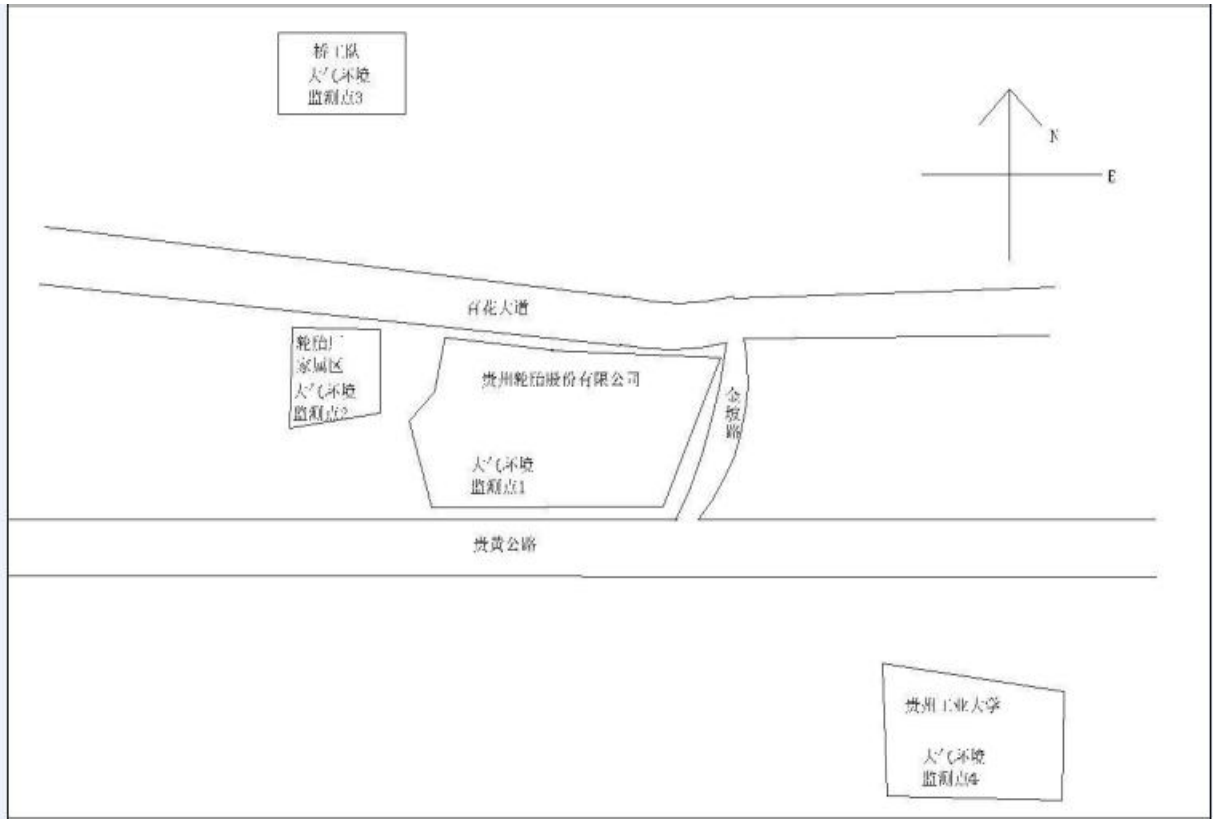 桥工队
大气环境
监测点3
N
E
百花大道
轮胎厂
家属区
大气环境
监测点2
贵州轮胎股份有限公司
金坡路
大气环境
监测点1
贵黄公路
贵州工业大学
大气环境
监测点4